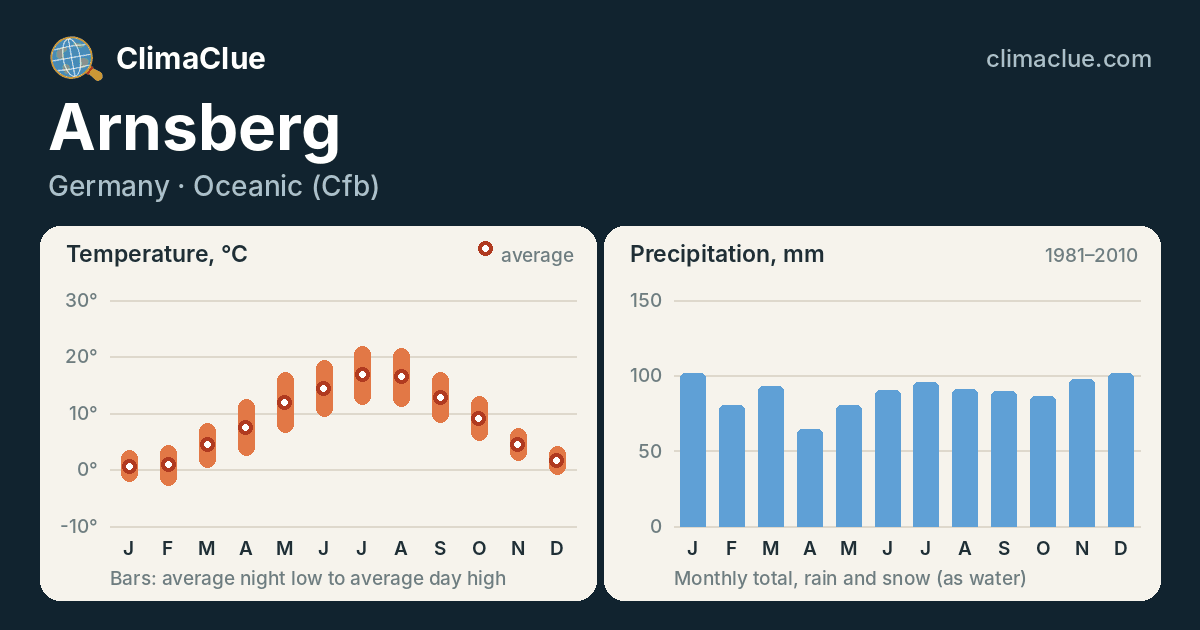 ClimaClue
climaclue.com
Arnsberg
Germany · Oceanic (Cfb)
Temperature, °C
average
30°
20°
10°
0°
-10°
J F M A M J J A S O N D
Bars: average night low to average day high
Precipitation, mm
1981–2010
150
100
50
0
J F M A M J J A S O N D
Monthly total, rain and snow (as water)